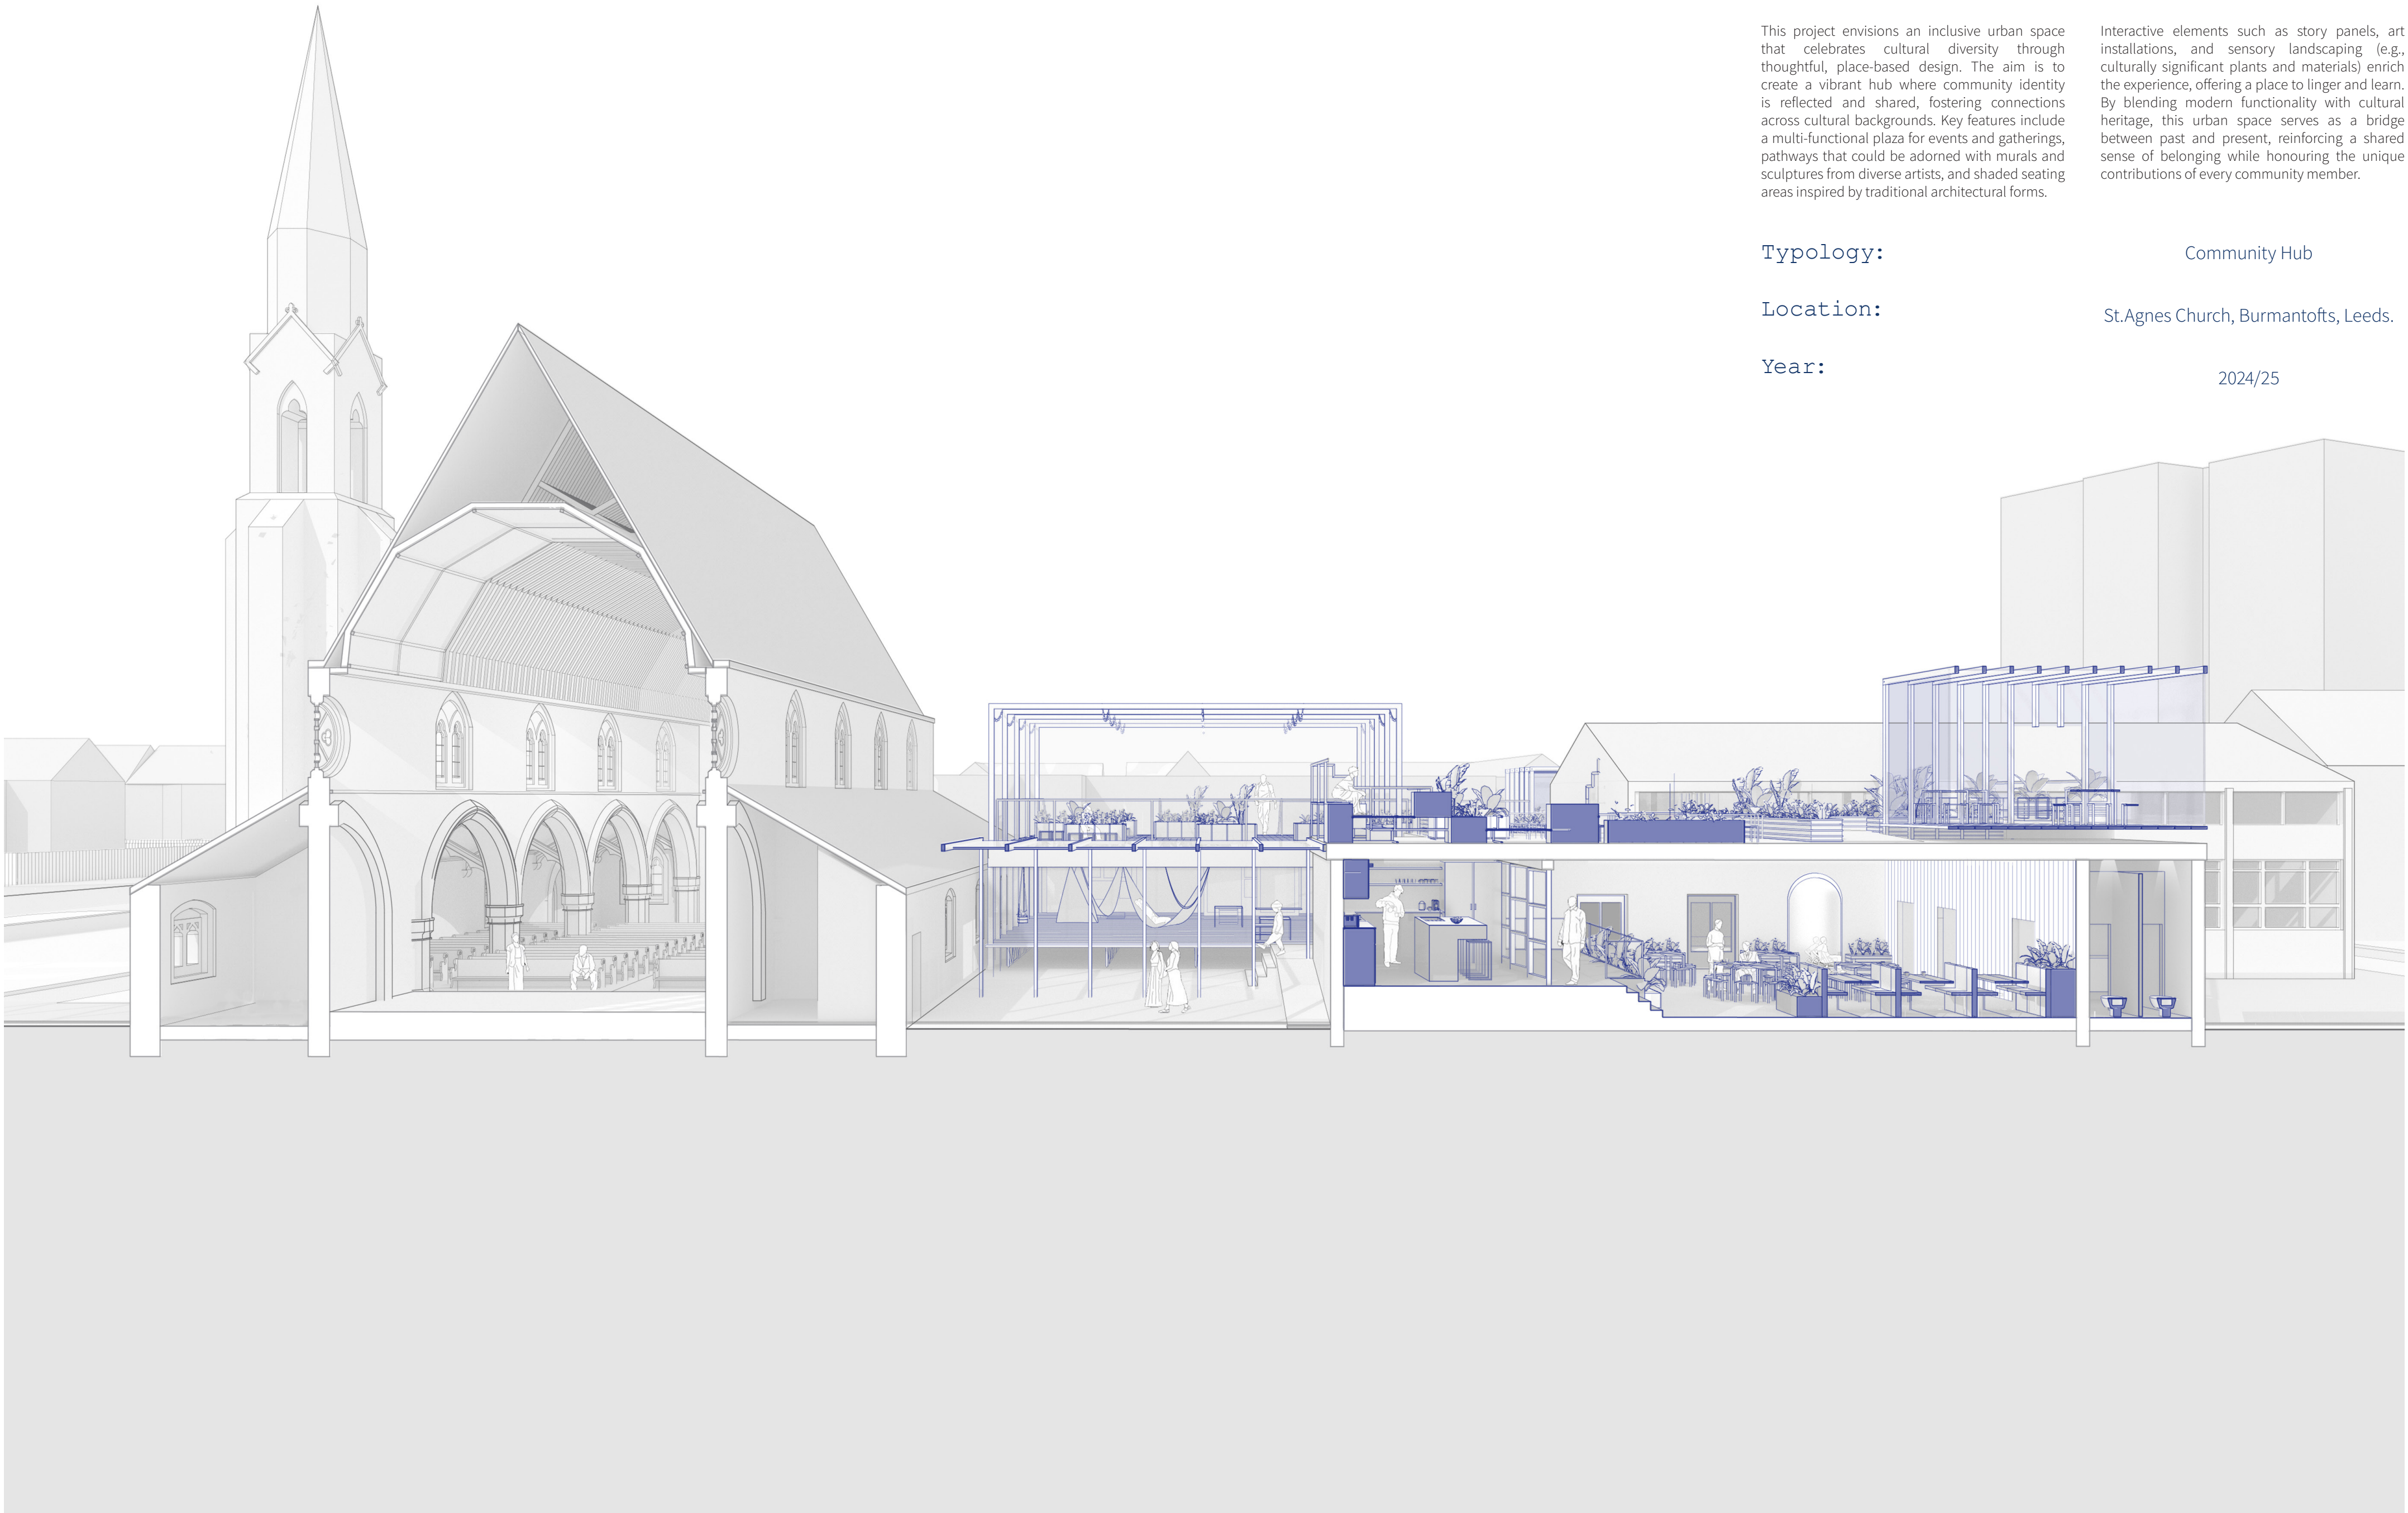 This project envisions an inclusive urban space
that celebrates cultural diversity through
thoughtful, place-based design. The aim is to
create a vibrant hub where community identity
is reflected and shared, fostering connections
across cultural backgrounds. Key features include
a multi-functional plaza for events and gatherings,
pathways that could be adorned with murals and
sculptures from diverse artists, and shaded seating
areas inspired by traditional architectural forms.
Interactive elements such as story panels, art
installations, and sensory landscaping (e.g.,
culturally significant plants and materials) enrich
the experience, offering a place to linger and learn.
By blending modern functionality with cultural
heritage, this urban space serves as a bridge
between past and present, reinforcing a shared
sense of belonging while honouring the unique
contributions of every community member.
Typology:
Community Hub
Location:
St.Agnes Church, Burmantofts, Leeds.
Year:
2024/25